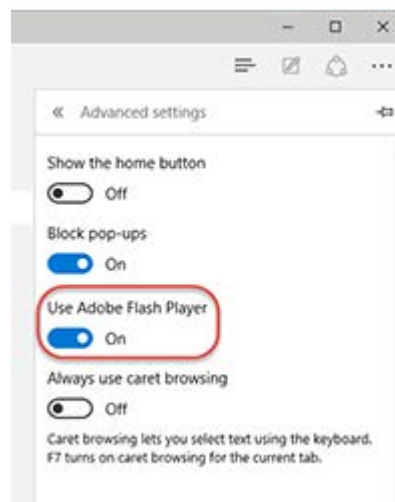 Advanced settings
Show the home button
Off
Block pop-ups
On
Use Adobe Flash Player
On
Always use caret browsing
Off
Caret browsing lets you select text using the keyboard.
F7 turns on caret browsing for the current tab.